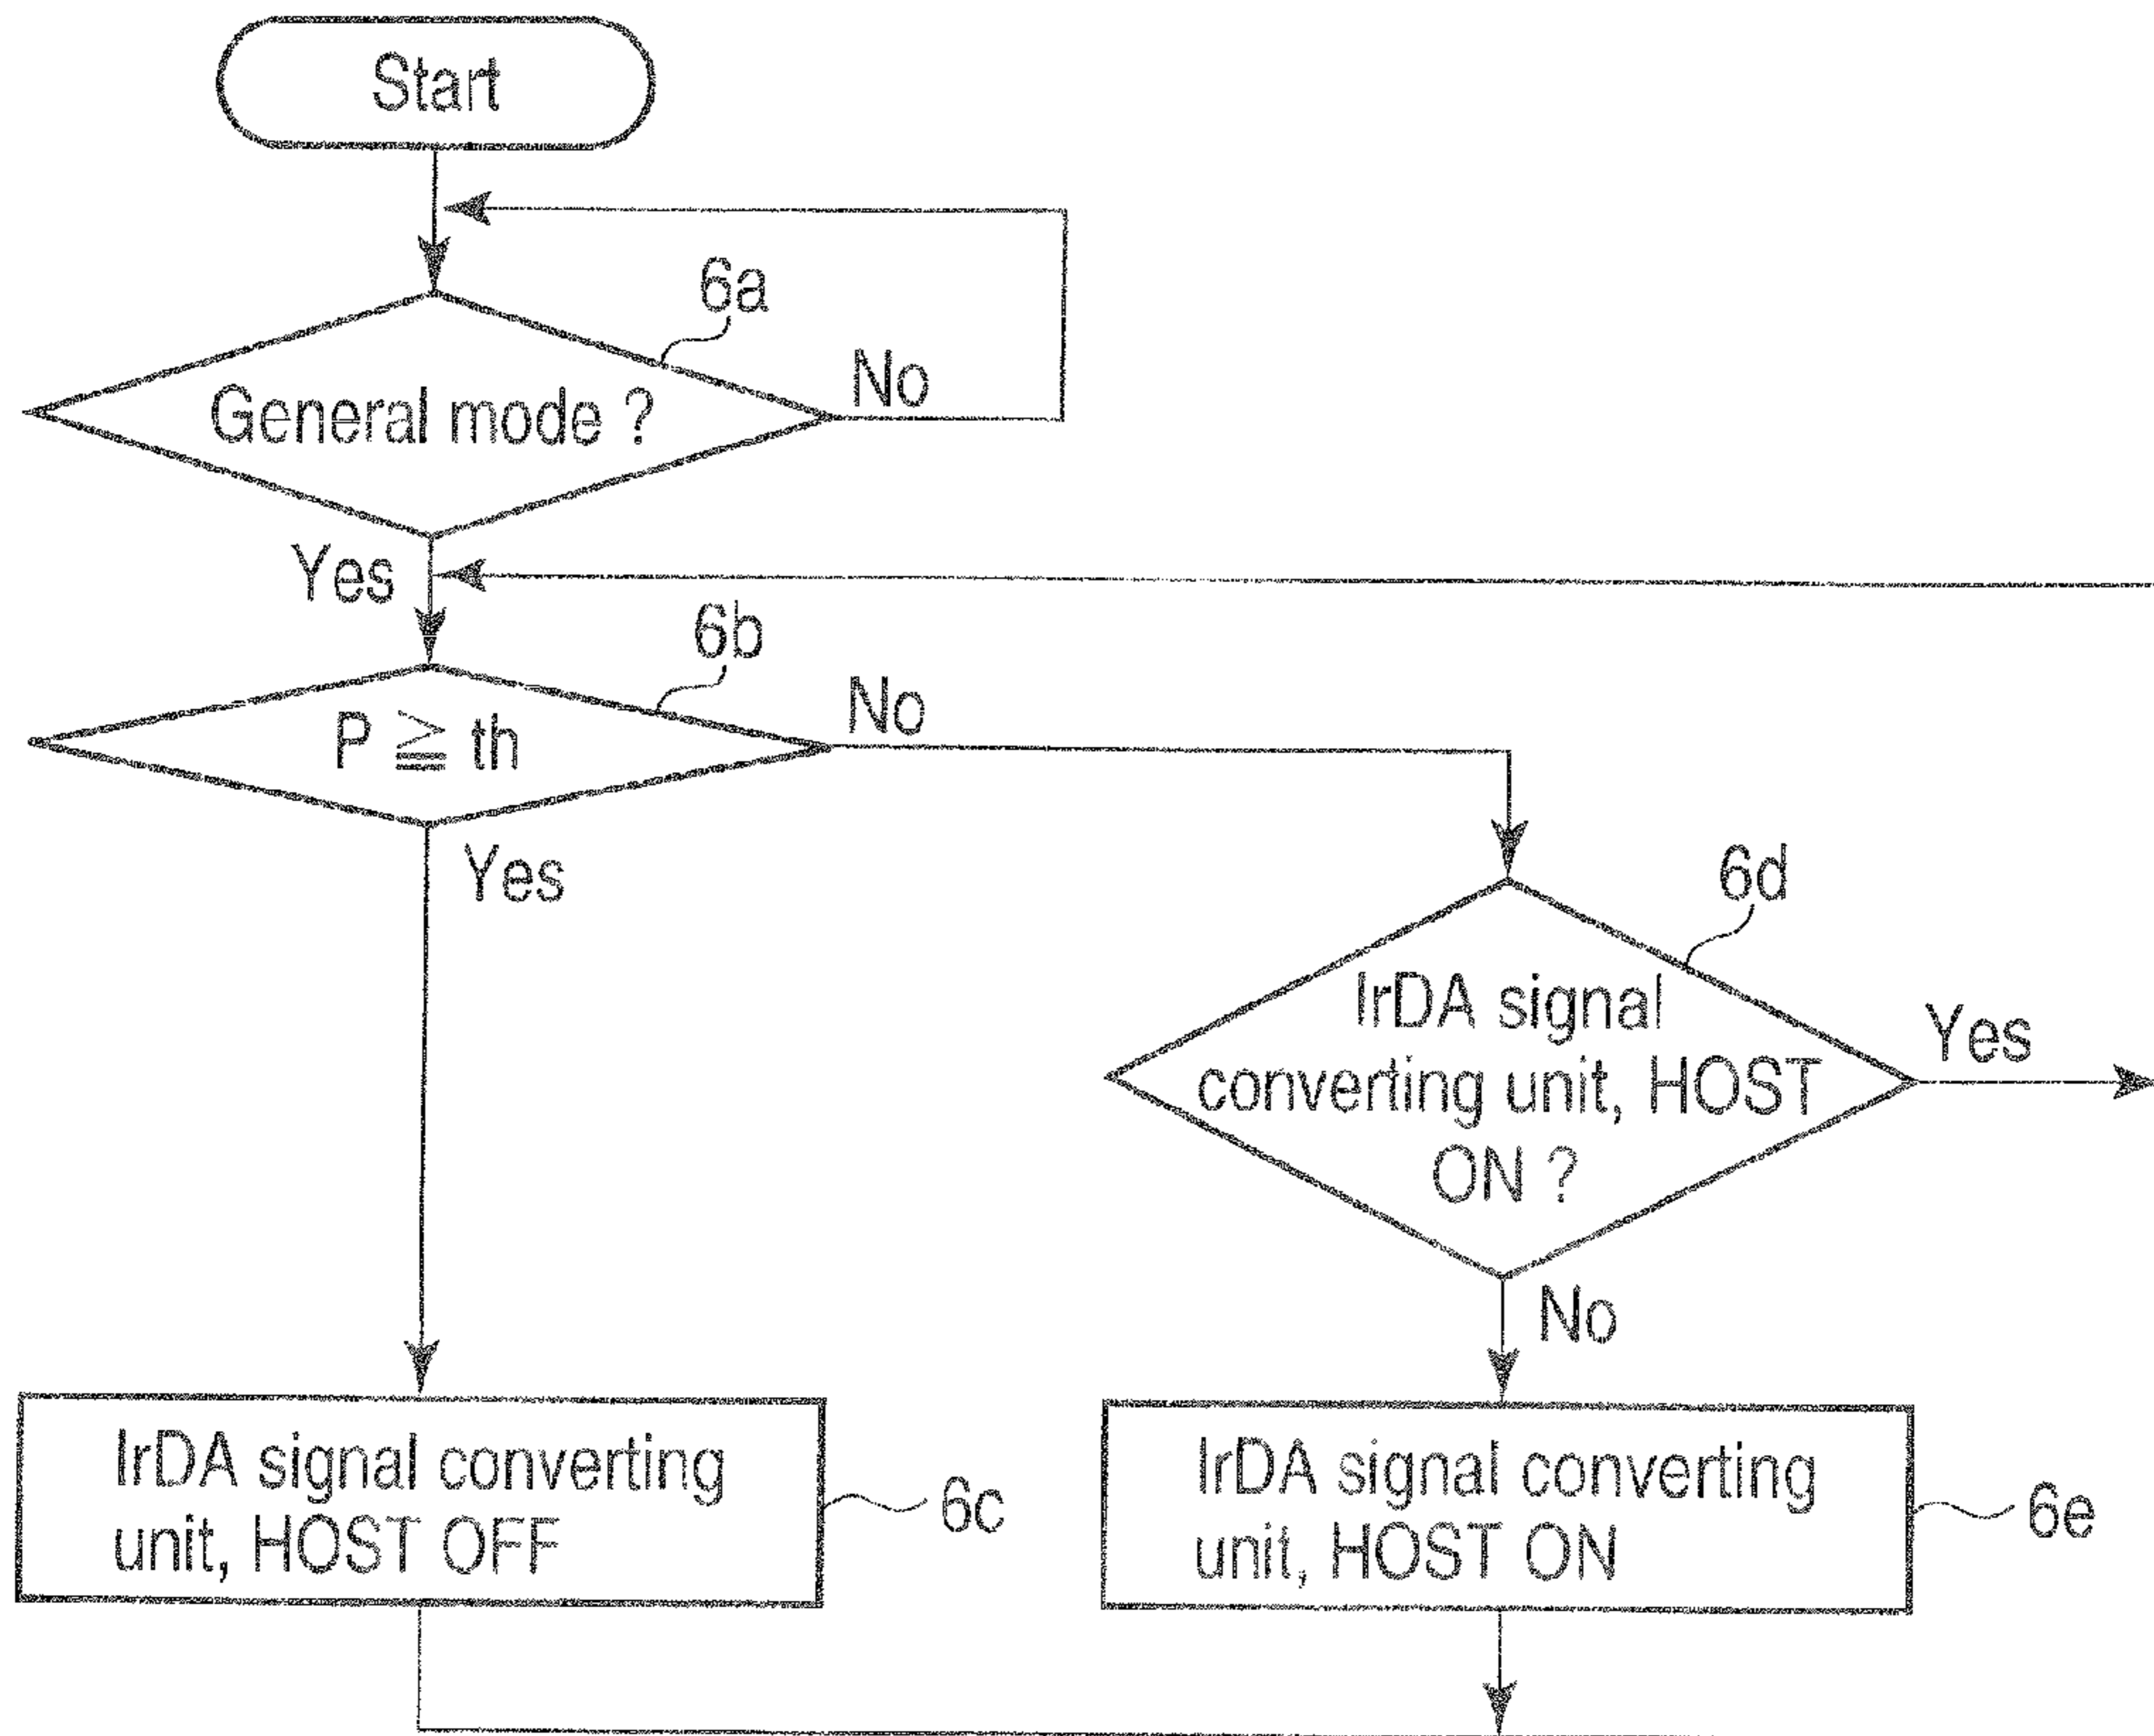 Start
6a
General mode ?
No
Yes
6b
P ≧ th
No
Yes
6d
IrDA signal
converting unit, HOST
ON ?
Yes
No
IrDA signal converting
unit, HOST OFF
6c
IrDA signal converting
unit, HOST ON
6e